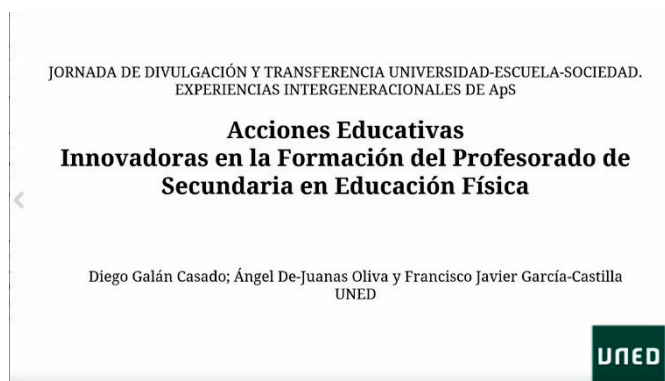 JORNADA DE DIVULGACIÓN Y TRANSFERENCIA UNIVERSIDAD-ESCUELA-SOCIEDAD.
EXPERIENCIAS INTERGENERACIONALES DE ApS
Acciones Educativas
Innovadoras en la Formación del Profesorado de
Secundaria en Educación Física
Diego Galán Casado; Ángel De-Juanas Oliva y Francisco Javier García-Castilla
UNED
UNED